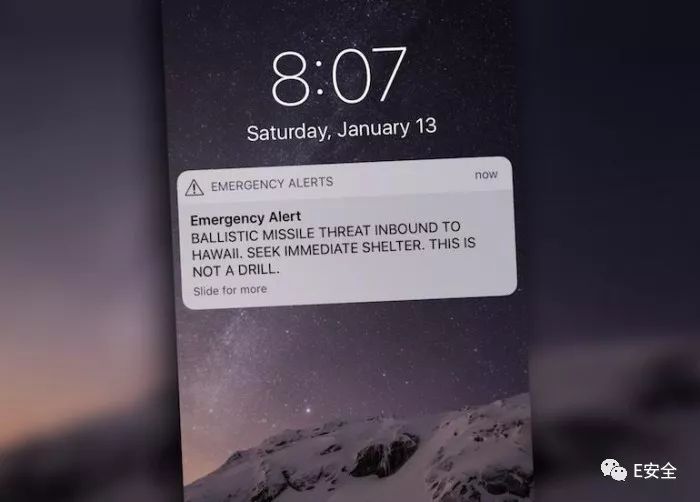 8:07
Saturday, January 13
EMERGENCY ALERTS
now
Emergency Alert
BALLISTIC MISSILE THREAT INBOUND TO
HAWAII. SEEK IMMEDIATE SHELTER. THIS IS
NOT A DRILL.
Slide for more
E安全